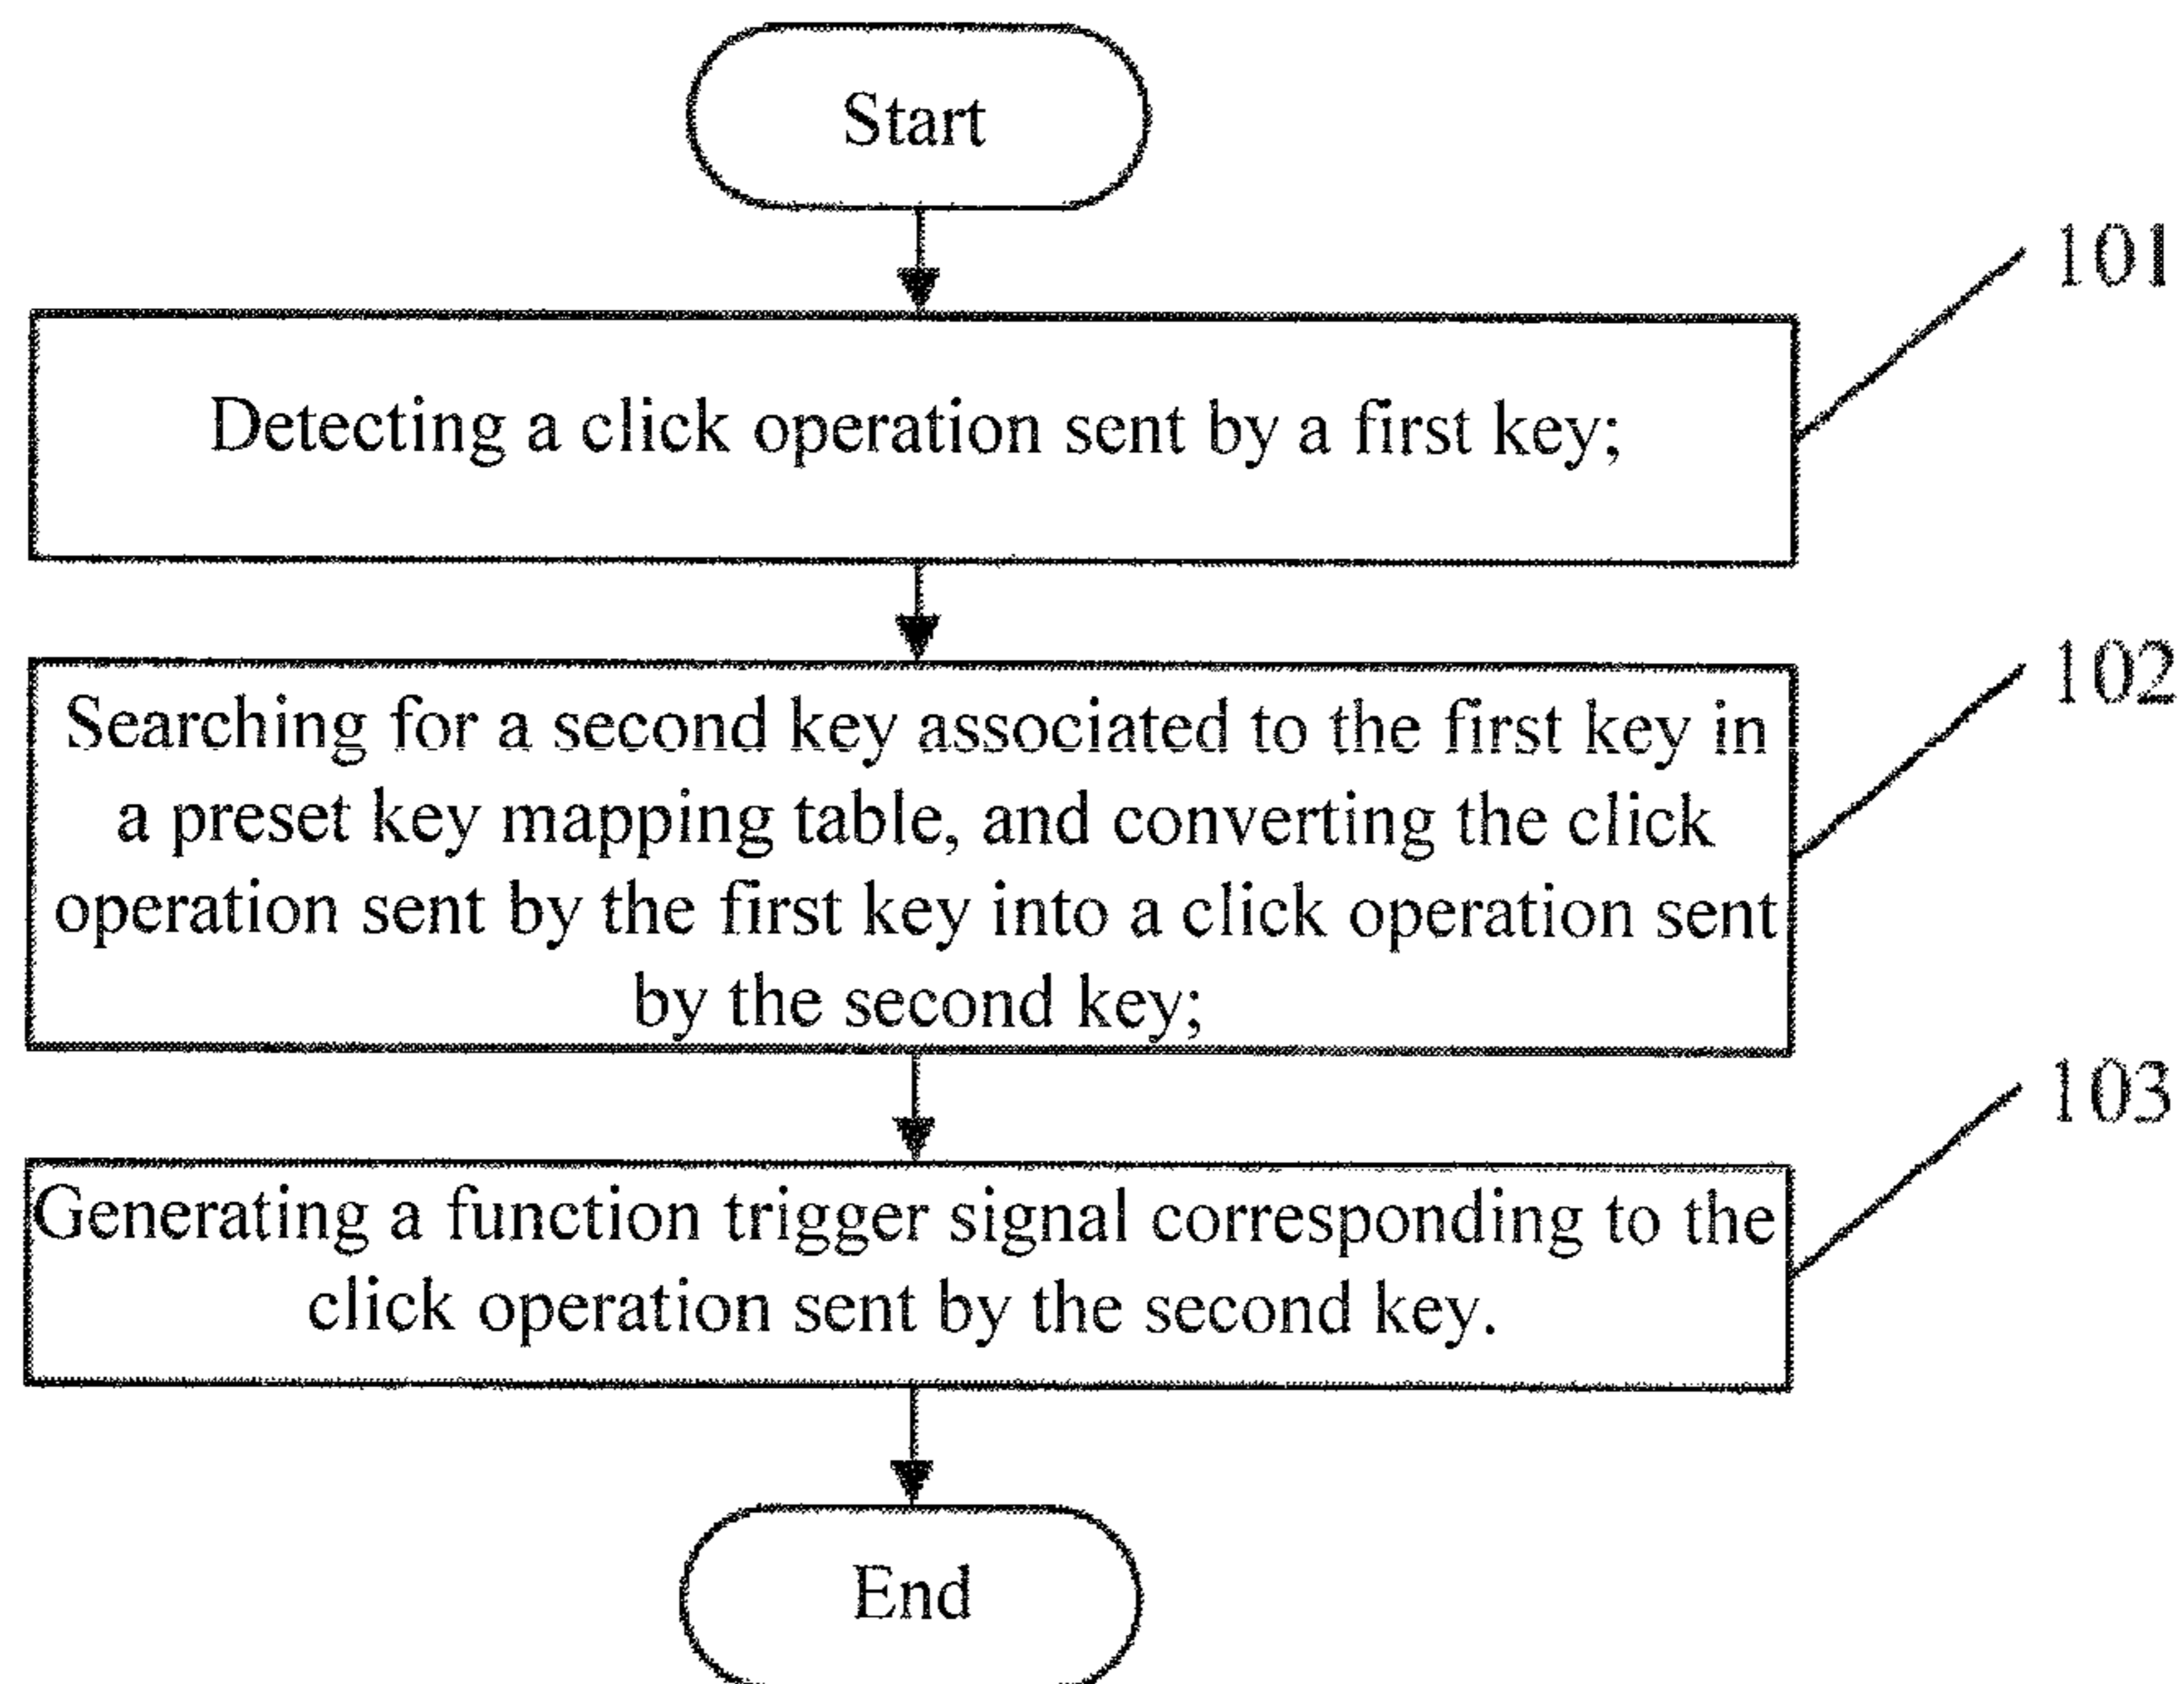 Start
101
Detecting a click operation sent by a first key;
102
Searching for a second key associated to the first key in
a preset key mapping table, and converting the click
operation sent by the first key into a click operation sent
by the second key;
103
Generating a function trigger signal corresponding to the
click operation sent by the second key.
End